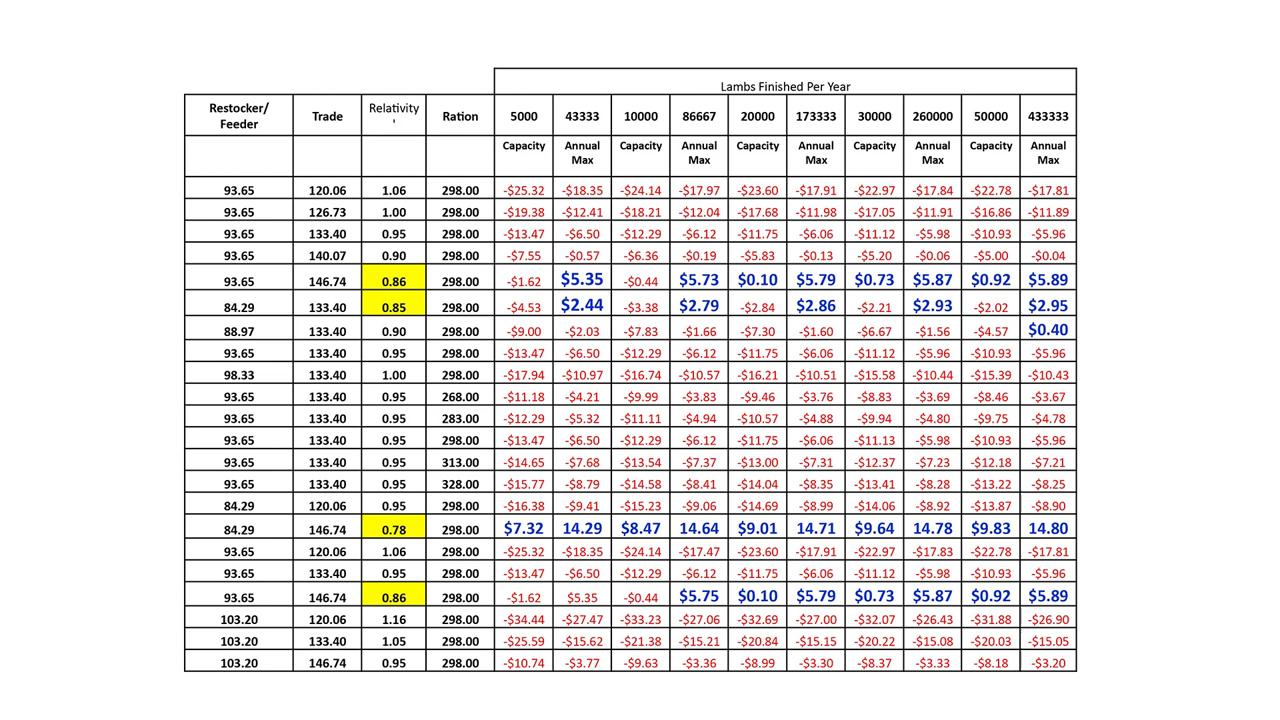 Lambs Finished Per Year
Restocker/ Feeder Trade Relativity ' Ration 5000 43333 10000 86667 20000 173333 30000 260000 50000 433333
Capacity Annual Max Capacity Annual Max Capacity Annual Max Capacity Annual Max Capacity Annual Max
93.65 120.06 1.06 298.00 -$25.32 -$18.35 -$24.14 -$17.97 -$23.60 -$17.91 -$22.97 -$17.84 -$22.78 -$17.81
93.65 126.73 1.00 298.00 -$19.38 -$12.41 -$18.21 -$12.04 -$17.68 -$11.98 -$17.05 -$11.91 -$16.86 -$11.89
93.65 133.40 0.95 298.00 -$13.47 -$6.50 -$12.29 -$6.12 -$11.75 -$6.06 -$11.12 -$5.98 -$10.93 -$5.96
93.65 140.07 0.90 298.00 -$7.55 -$0.57 -$6.36 -$0.19 -$5.83 -$0.13 -$5.20 -$0.06 -$5.00 -$0.04
93.65 146.74 0.86 298.00 -$1.62 $5.35 -$0.44 $5.73 $0.10 $5.79 $0.73 $5.87 $0.92 $5.89
84.29 133.40 0.85 298.00 -$4.53 $2.44 -$3.38 $2.79 -$2.84 $2.86 -$2.21 $2.93 -$2.02 $2.95
88.97 133.40 0.90 298.00 -$9.00 -$2.03 -$7.83 -$1.66 -$7.30 -$1.60 -$6.67 -$1.56 -$4.57 $0.40
93.65 133.40 0.95 298.00 -$13.47 -$6.50 -$12.29 -$6.12 -$11.75 -$6.06 -$11.12 -$5.96 -$10.93 -$5.96
98.33 133.40 1.00 298.00 -$17.94 -$10.97 -$16.74 -$10.57 -$16.21 -$10.51 -$15.58 -$10.44 -$15.39 -$10.43
93.65 133.40 0.95 268.00 -$11.18 -$4.21 -$9.99 -$3.83 -$9.46 -$3.76 -$8.83 -$3.69 -$8.46 -$3.67
93.65 133.40 0.95 283.00 -$12.29 -$5.32 -$11.11 -$4.94 -$10.57 -$4.88 -$9.94 -$4.80 -$9.75 -$4.78
93.65 133.40 0.95 298.00 -$13.47 -$6.50 -$12.29 -$6.12 -$11.75 -$6.06 -$11.13 -$5.98 -$10.93 -$5.96
93.65 133.40 0.95 313.00 -$14.65 -$7.68 -$13.54 -$7.37 -$13.00 -$7.31 -$12.37 -$7.23 -$12.18 -$7.21
93.65 133.40 0.95 328.00 -$15.77 -$8.79 -$14.58 -$8.41 -$14.04 -$8.35 -$13.41 -$8.28 -$13.22 -$8.25
84.29 120.06 0.95 298.00 -$16.38 -$9.41 -$15.23 -$9.06 -$14.69 -$8.99 -$14.06 -$8.92 -$13.87 -$8.90
84.29 146.74 0.78 298.00 $7.32 14.29 $8.47 14.64 $9.01 14.71 $9.64 14.78 $9.83 14.80
93.65 120.06 1.06 298.00 -$25.32 -$18.35 -$24.14 -$17.47 -$23.60 -$17.91 -$22.97 -$17.83 -$22.78 -$17.81
93.65 133.40 0.95 298.00 -$13.47 -$6.50 -$12.29 -$6.12 -$11.75 -$6.06 -$11.12 -$5.98 -$10.93 -$5.96
93.65 146.74 0.86 298.00 -$1.62 $5.35 -$0.44 $5.75 $0.10 $5.79 $0.73 $5.87 $0.92 $5.89
103.20 120.06 1.16 298.00 -$34.44 -$27.47 -$33.23 -$27.06 -$32.69 -$27.00 -$32.07 -$26.43 -$31.88 -$26.90
103.20 133.40 1.05 298.00 -$25.59 -$15.62 -$21.38 -$15.21 -$20.84 -$15.15 -$20.22 -$15.08 -$20.03 -$15.05
103.20 146.74 0.95 298.00 -$10.74 -$3.77 -$9.63 -$3.36 -$8.99 -$3.30 -$8.37 -$3.33 -$8.18 -$3.20